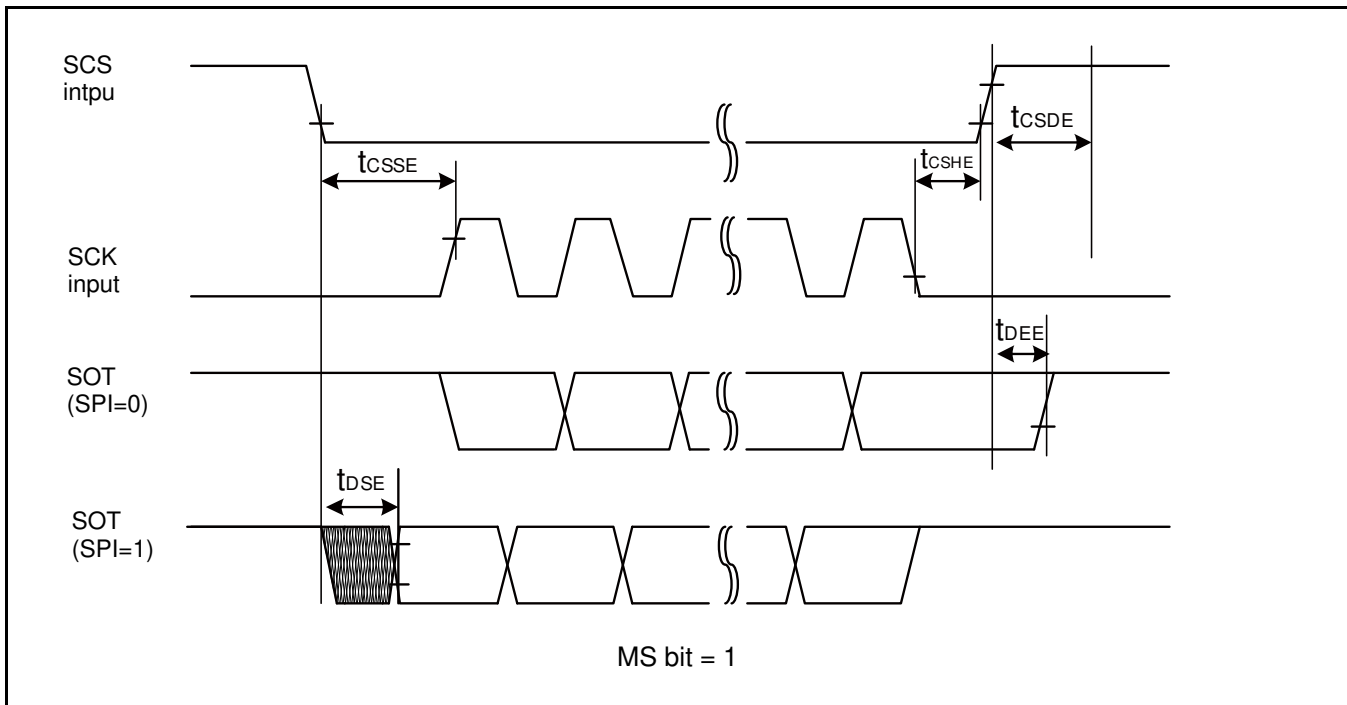 SCS
intpu
tCSDE
tCSSE
tCSHE
SCK
input
tDEE
SOT
(SPI=0)
tDSE
SOT
(SPI=1)
MS bit = 1